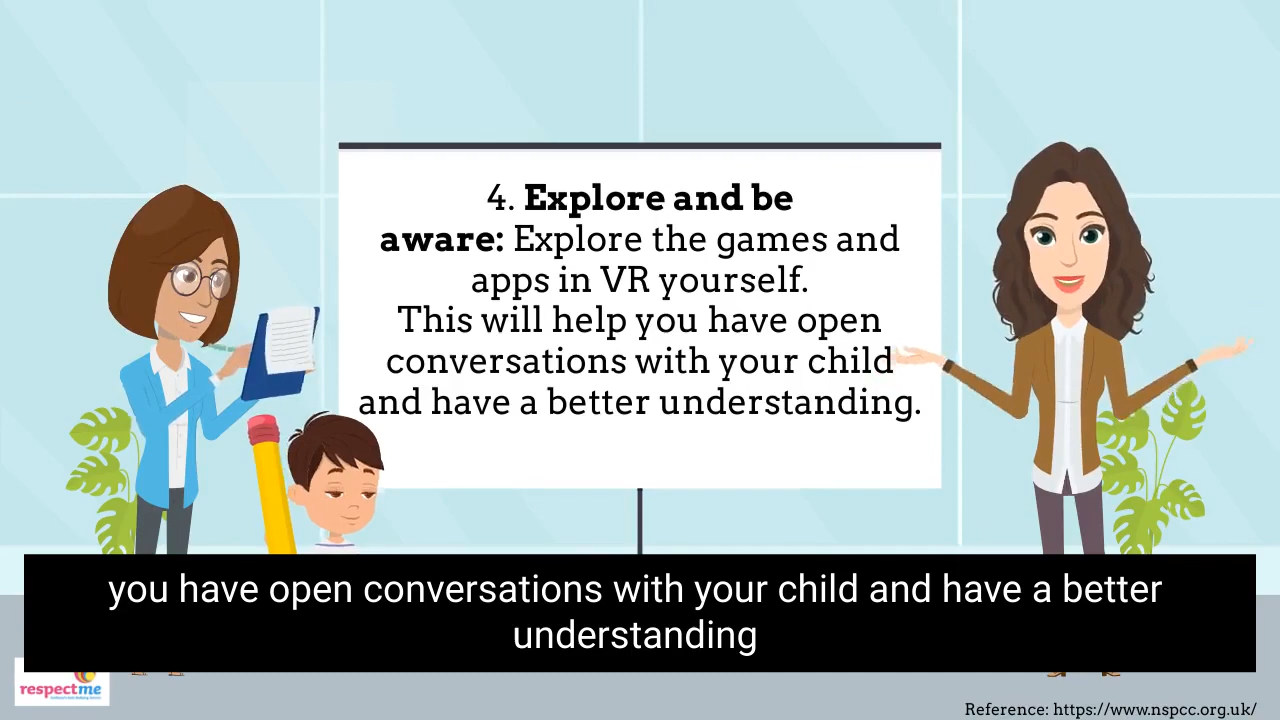 4. Explore and be
aware: Explore the games and
apps in VR yourself.
This will help you have open
conversations with your child
and have a better understanding.
you have open conversations with your child and have a better
understanding
respectme
Reference: https://www.nspcc.org.uk/